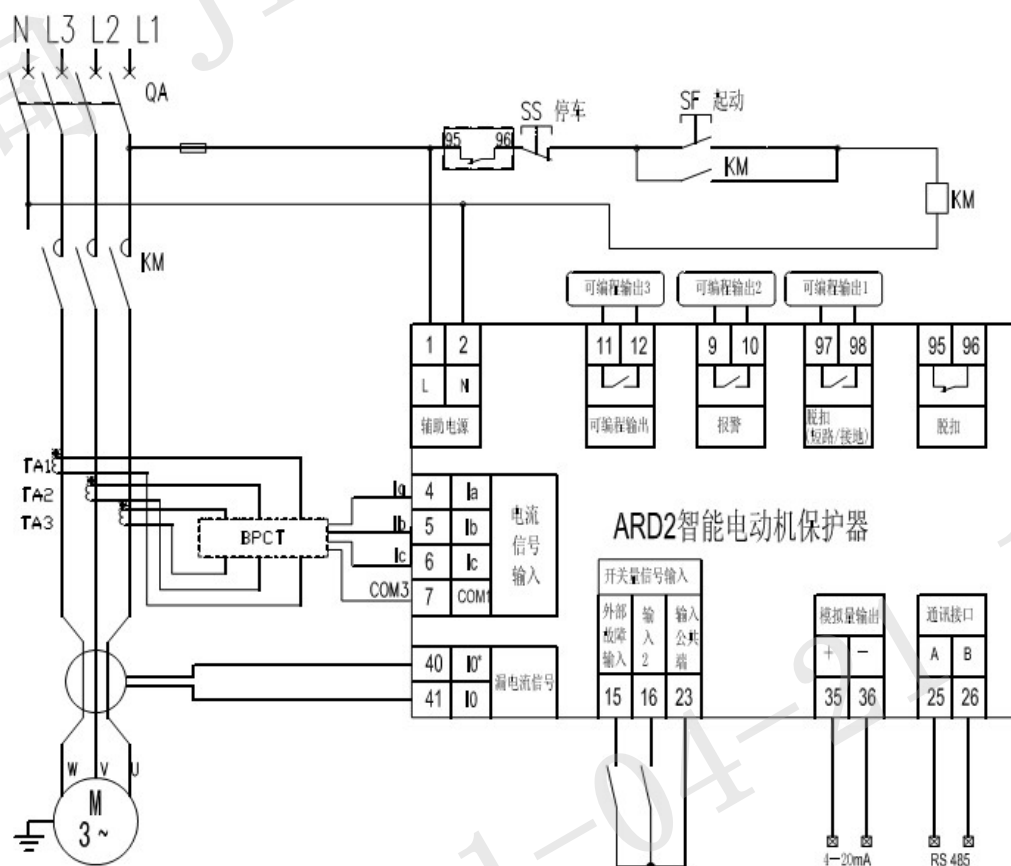 N L3 L2 L1
QA
95 96
SS 停车
SF 起动
KM
KM
KM
可编程输出3
可编程输出2
可编程输出1
1 2
11 12
9 10
97 98
95 96
L N
辅助电源
可编程输出
报警
脱扣
(短路/接地)
脱扣
TA1
TA2
TA3
BPCT
Ib
Ic
COM3
4 Ia
5 Ib
6 Ic
7 COM1
电流
信号
输入
ARD2智能电动机保护器
开关量信号输入
外部
故障
输入
输
入
2
输入
公共
端
15 16 23
模拟量输出
+ −
35 36
通讯接口
A B
25 26
40 I0*
41 I0
漏电流信号
W V U
M
3 ~
4—20mA
RS 485
1-04-21